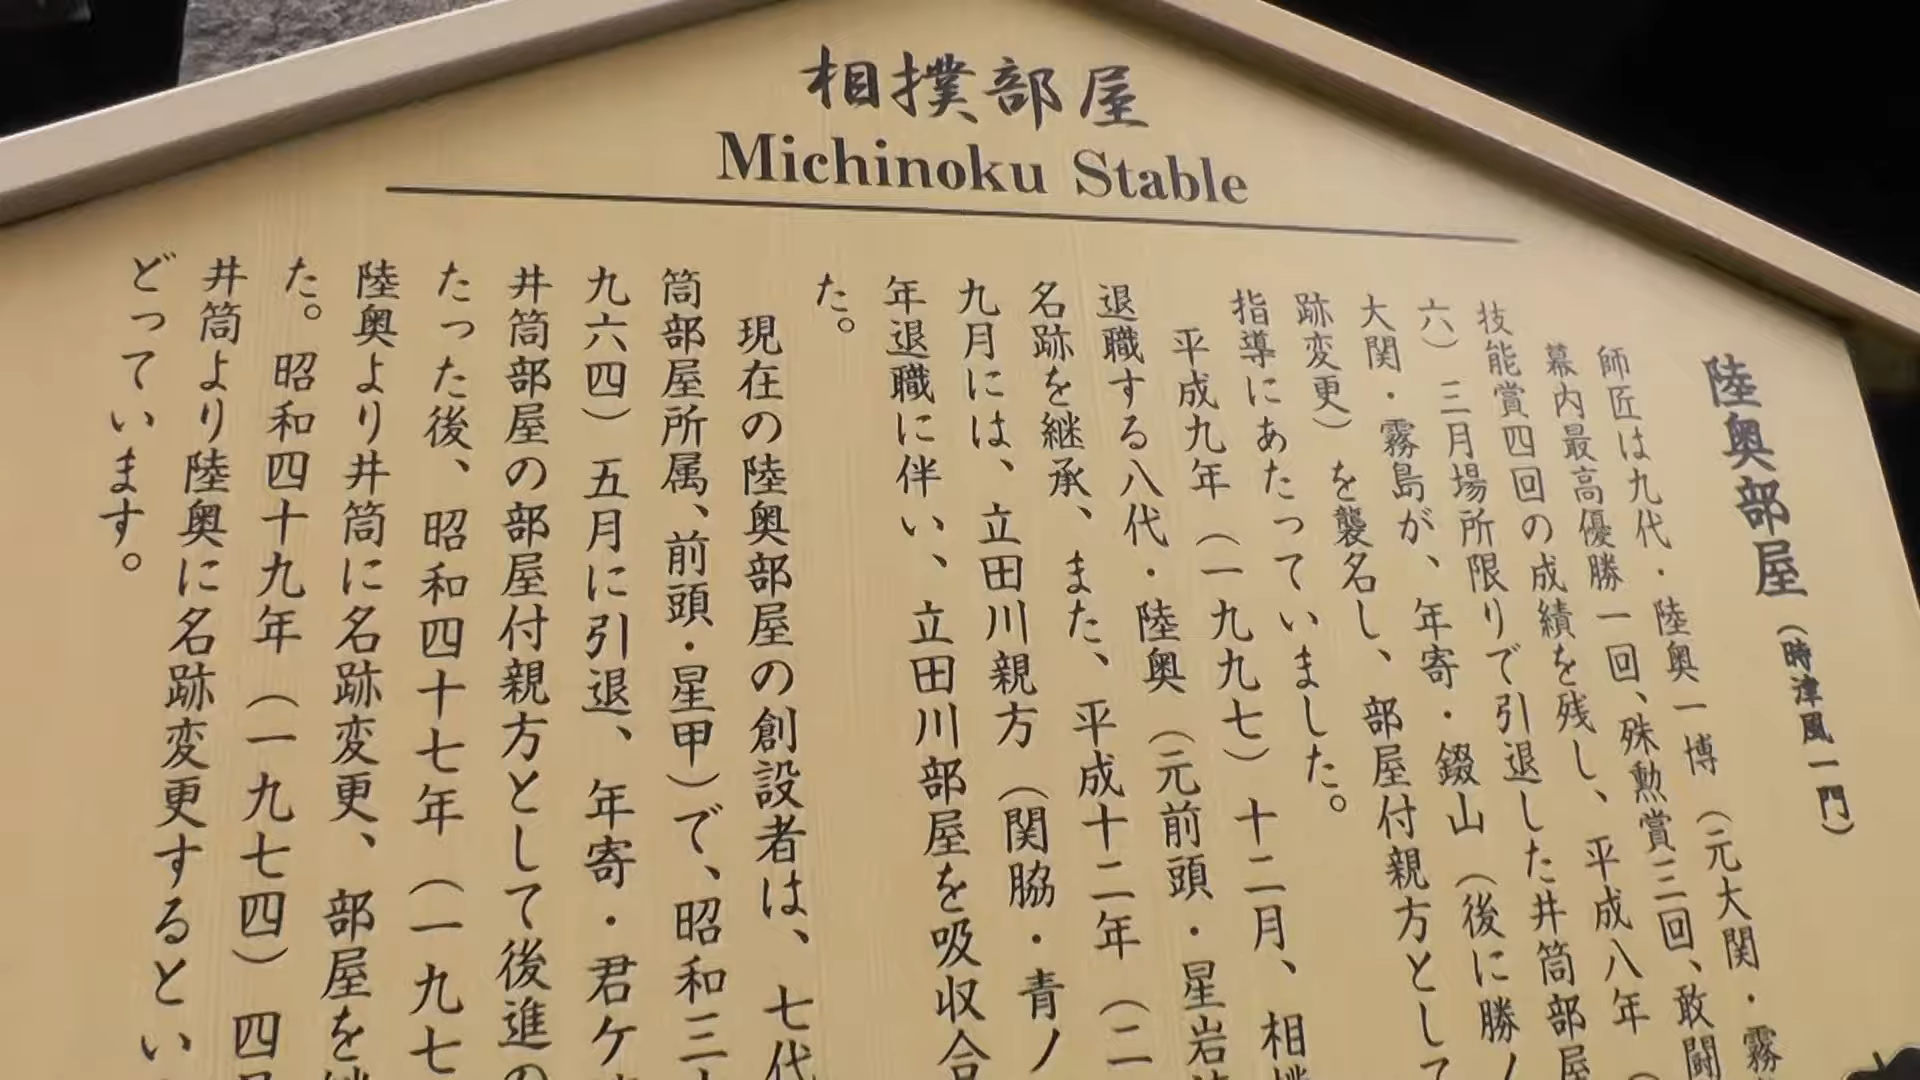 相撲部屋
Michinoku Stable
陸奥部屋（時津風一門）
師匠は九代・陸奥一博（元大関・霧
幕内最高優勝一回、殊勲賞三回、敢闘
技能賞四回の成績を残し、平成八年（
六）三月場所限りで引退した井筒部屋
大関・霧島が、年寄・錣山（後に勝ノ
跡変更）を襲名し、部屋付親方として
指導にあたっていました。
平成九年（一九九七）十二月、相撲
退職する八代・陸奥（元前頭・星岩
名跡を継承、また、平成十二年（二
九月には、立田川親方（関脇・青ノ
年退職に伴い、立田川部屋を吸収合
た。
現在の陸奥部屋の創設者は、七代
筒部屋所属、前頭・星甲）で、昭和三十
九六四）五月に引退、年寄・君ケ
井筒部屋の部屋付親方として後進の
たった後、昭和四十七年（一九七
陸奥より井筒に名跡変更、部屋を
た。昭和四十九年（一九七四）四月
井筒より陸奥に名跡変更するとい
どっています。